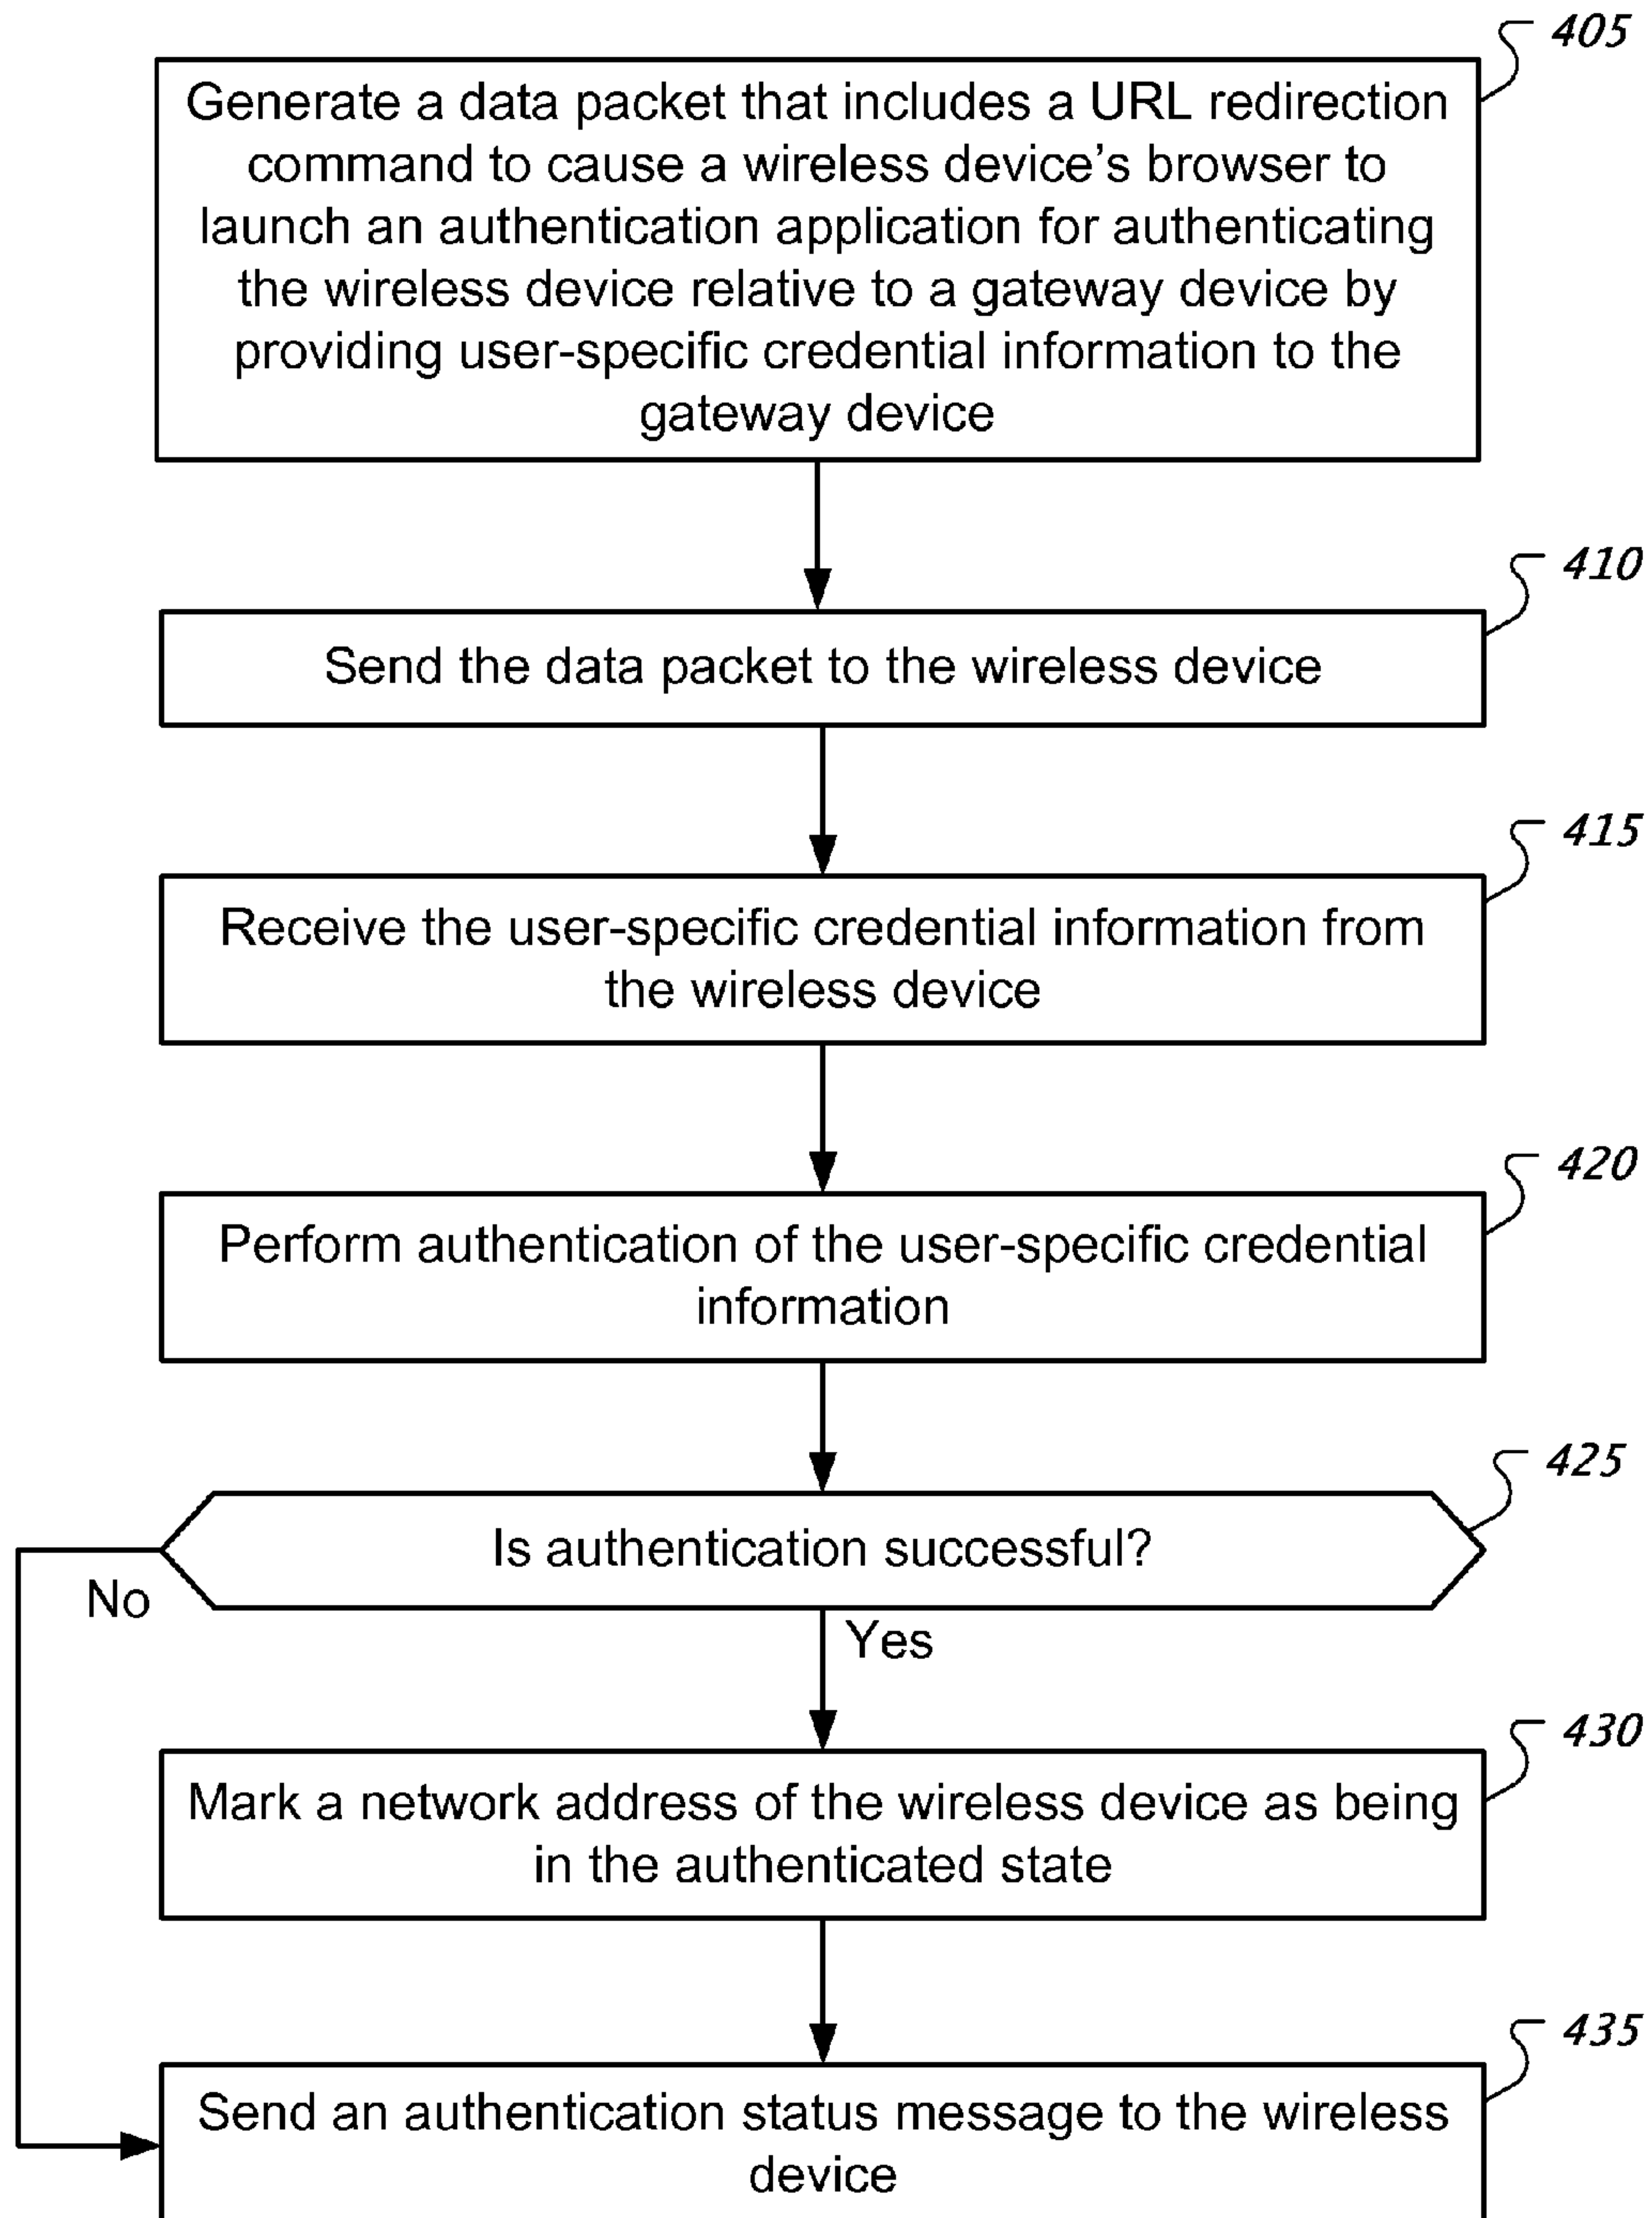 405
Generate a data packet that includes a URL redirection
command to cause a wireless device's browser to
launch an authentication application for authenticating
the wireless device relative to a gateway device by
providing user-specific credential information to the
gateway device
410
Send the data packet to the wireless device
415
Receive the user-specific credential information from
the wireless device
420
Perform authentication of the user-specific credential
information
425
Is authentication successful?
No
Yes
430
Mark a network address of the wireless device as being
in the authenticated state
435
Send an authentication status message to the wireless
device